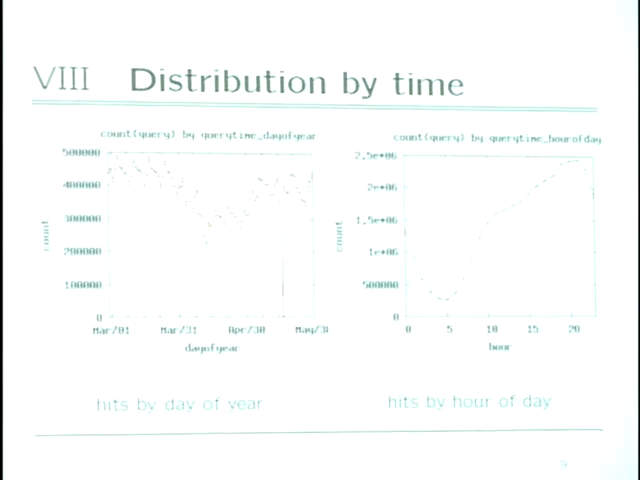 VIII Distribution by time
count(query) by querytime_dayofyear
500000
400000
300000
200000
100000
0
count
Mar/01 Mar/31 Apr/30 May/3
dayofyear
hits by day of year
count(query) by querytime_hourofday
2.5e+06
2e+06
1.5e+06
1e+06
500000
0
count
0 5 10 15 20
hour
hits by hour of day
9